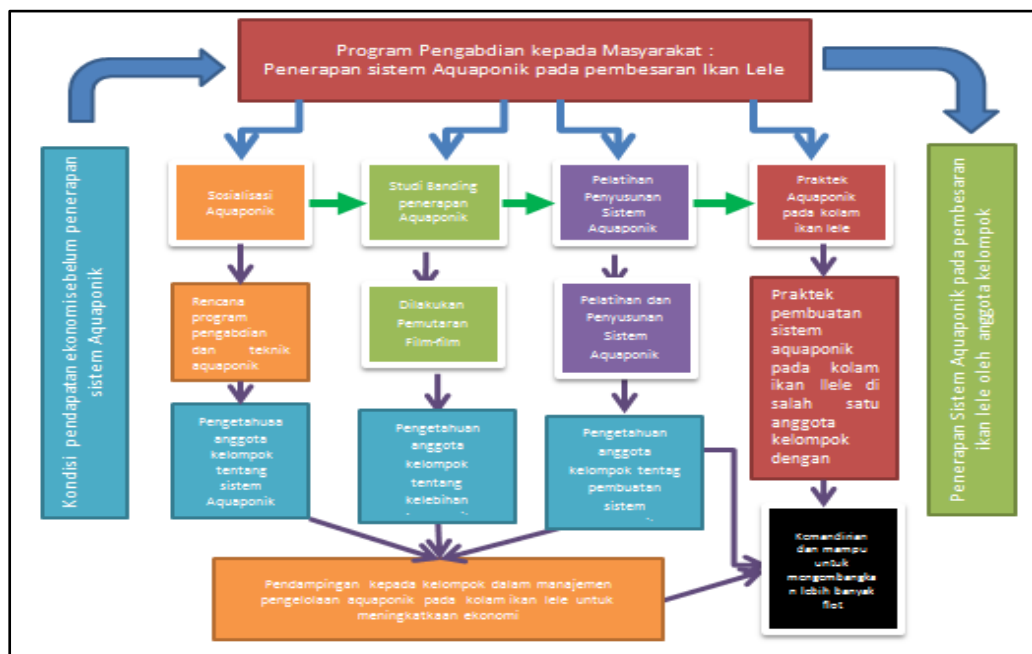 Program Pengabdian kepada Masyarakat :
Penerapan sistem Aquaponik pada pembesaran Ikan Lele
Kondisi pendapatan ekonomisebelum penerapan
sistem Aquaponik
Sosialisasi
Aquaponik
Studi Banding
penerapan
Aquaponik
Pelatihan
Penyusunan
Sistem
Aquaponik
Praktek
Aquaponik
pada kolam
ikan lele
Penerapan Sistem Aquaponik pada pembesaran
ikan lele oleh anggota kelompok
Rencana
program
pengabdian
dan teknik
aquaponik
Dilakukan
Pemutaran
Film-film
Pelatihan dan
Penyusunan
Sistem
Aquaponik
Praktek
pembuatan
sistem
aquaponik
pada kolam
ikan llele di
salah satu
anggota
kelompok
dengan
Pengetahuaa
anggota
kelompok
tentang
sistem
Aquaponik
Pengetahuan
anggota
kelompok
tentang
kelebihan
Pengetahuan
anggota
kelompok tentag
pembuatan
sistem
Komandirian
dan mampu
untuk
mengembangka
n lebih banyak
Pendampingan kepada kelompok dalam manajemen
pengelolaan aquaponik pada kolam ikan lele untuk
meningkatkaan ekonomi